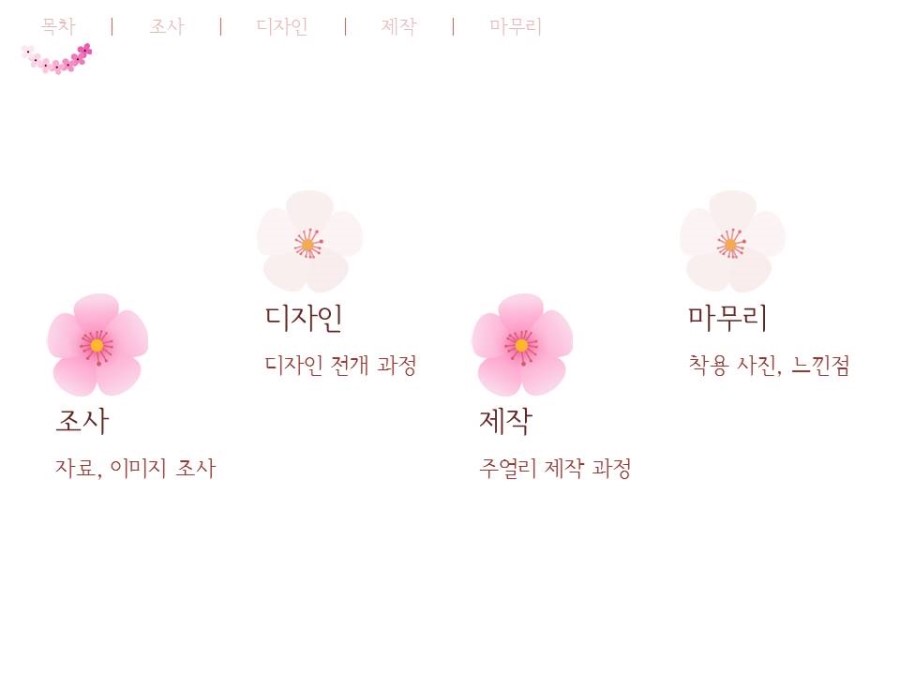 목차 | 조사 | 디자인 | 제작 | 마무리
조사
자료, 이미지 조사
디자인
디자인 전개 과정
제작
주얼리 제작 과정
마무리
착용 사진, 느낀점